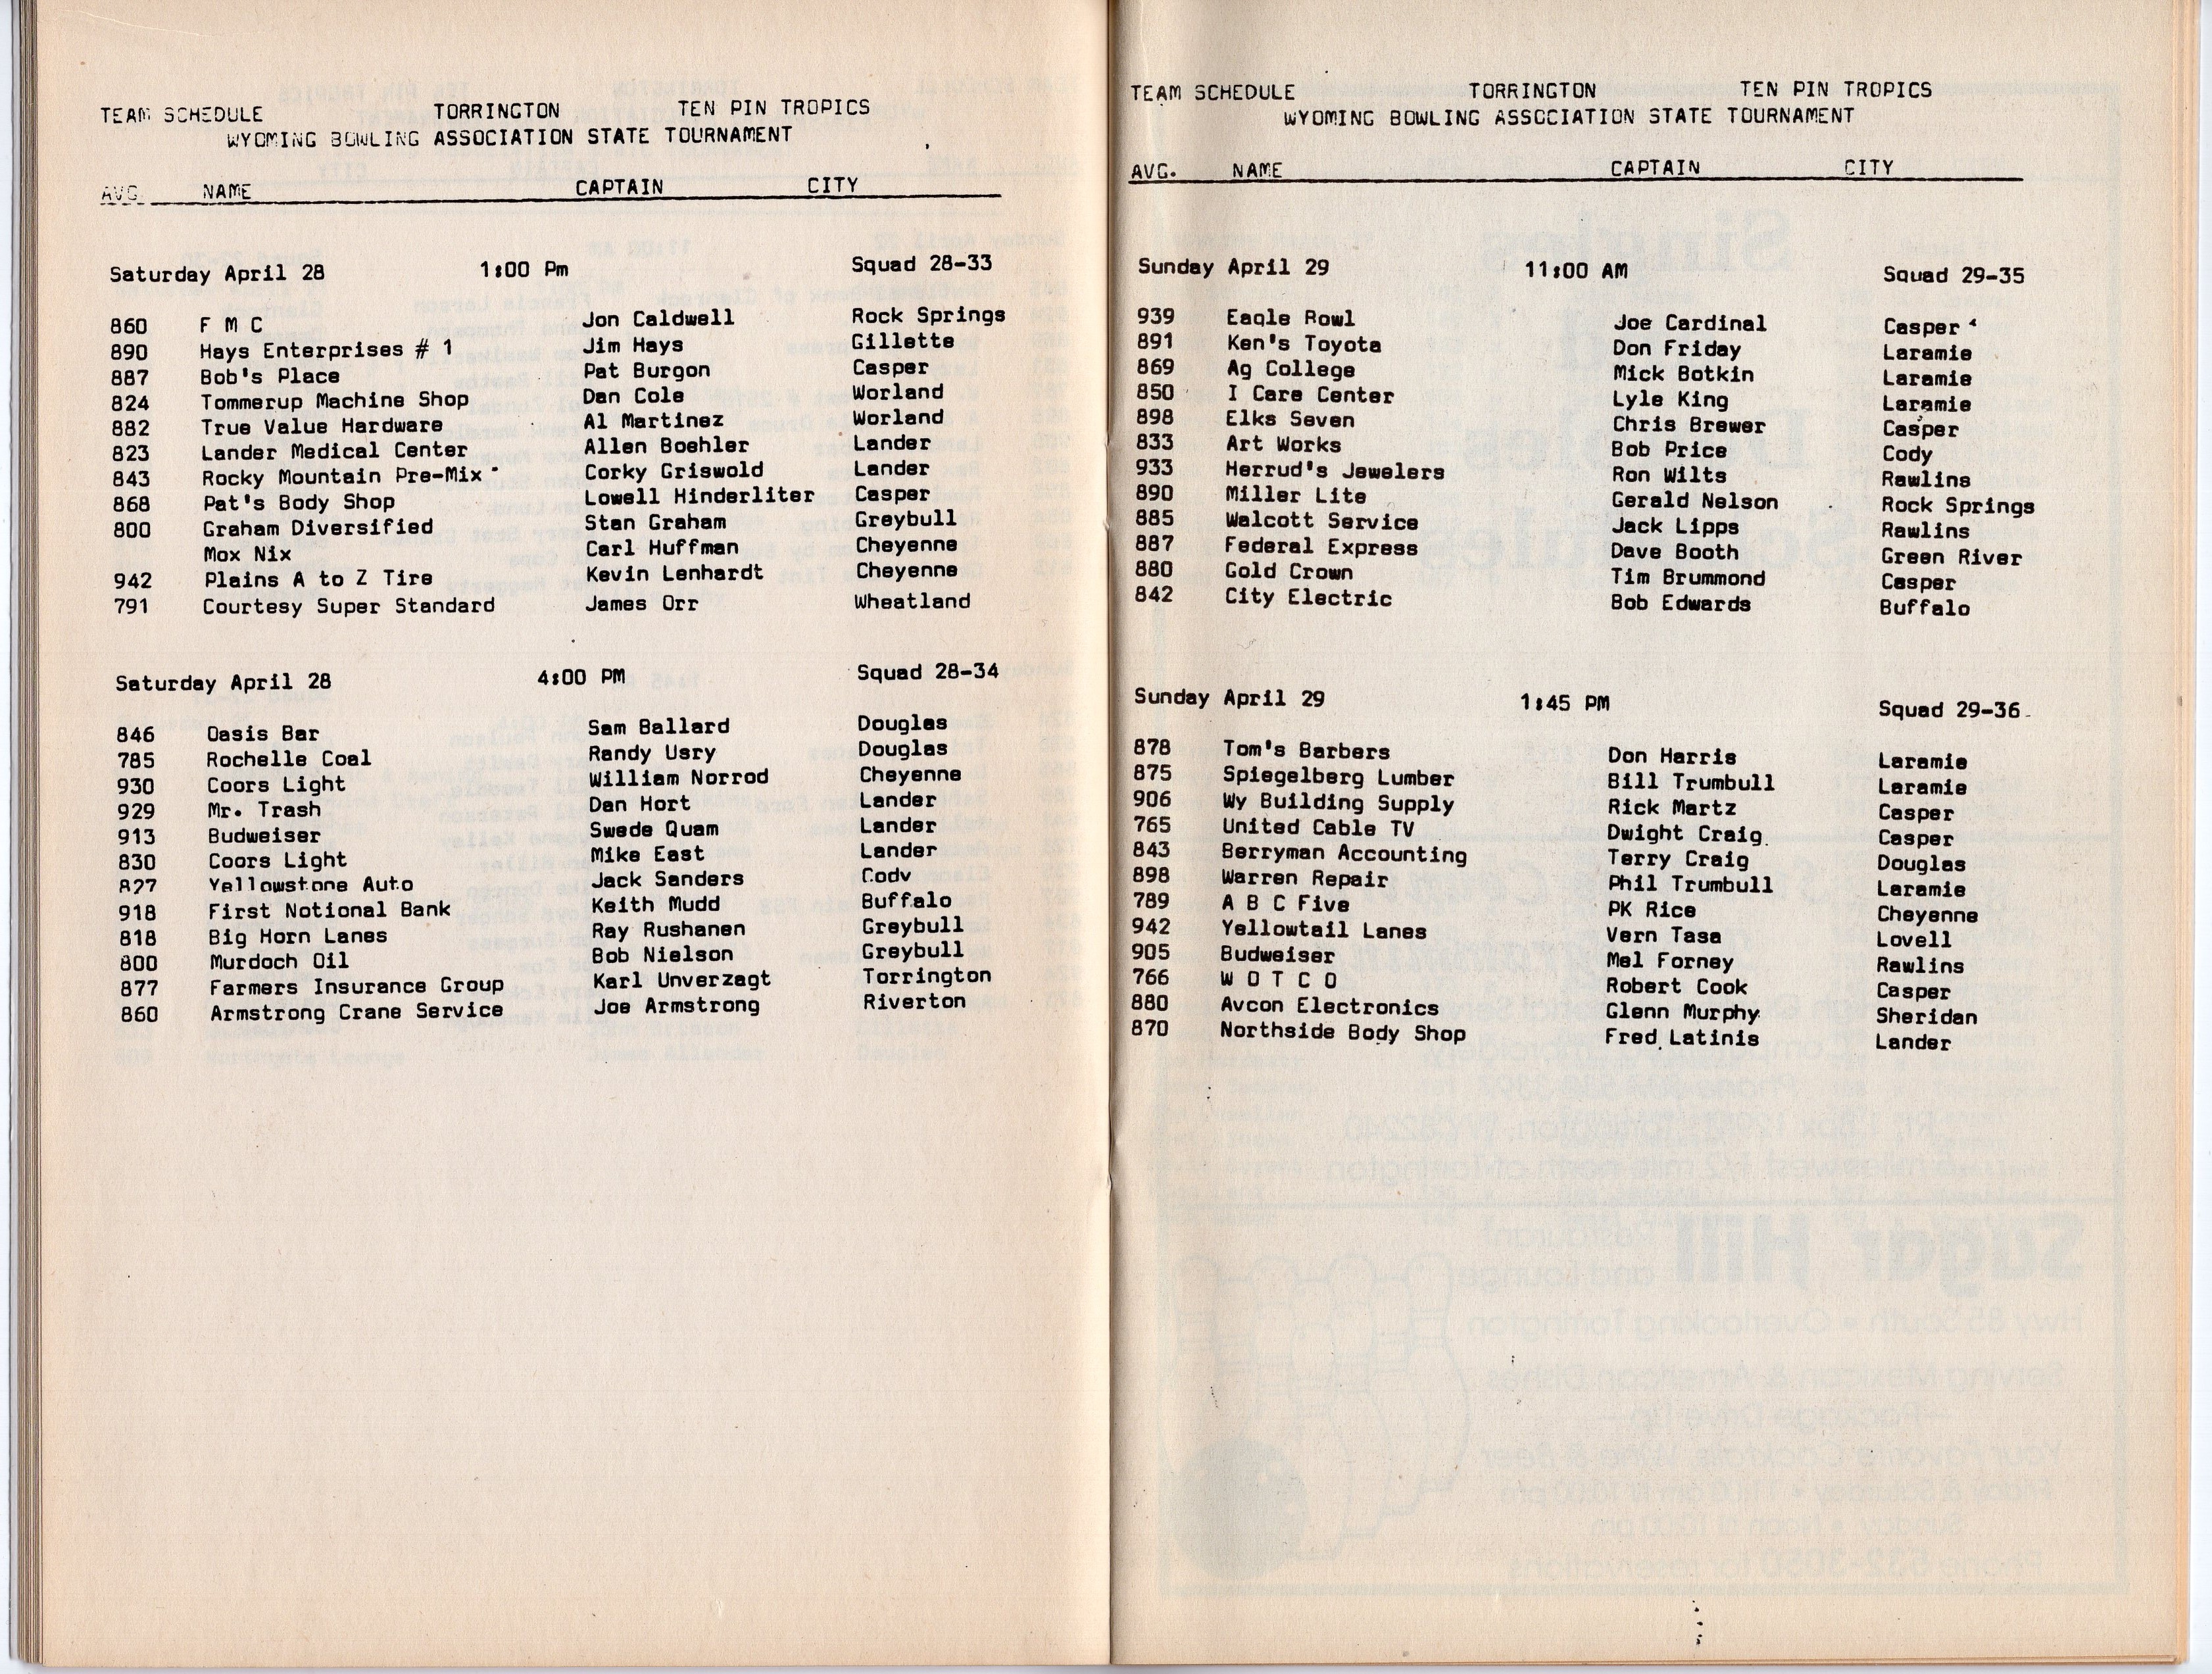 TEAM SCHEDULE TORRINGTON TEN PIN TROPICS
WYOMING BOWLING ASSOCIATION STATE TOURNAMENT
AVG. NAME CAPTAIN CITY
Saturday April 28 1:00 Pm Squad 28-33
860 F M C Jon Caldwell Rock Springs
890 Hays Enterprises # 1 Jim Hays Gillette
887 Bob's Place Pat Burgon Casper
824 Tommerup Machine Shop Dan Cole Worland
882 True Value Hardware Al Martinez Worland
823 Lander Medical Center Allen Boehler Lander
843 Rocky Mountain Pre-Mix Corky Griswold Lander
868 Pat's Body Shop Lowell Hinderliter Casper
800 Graham Diversified Stan Graham Greybull
Mox Nix Carl Huffman Cheyenne
942 Plains A to Z Tire Kevin Lenhardt Cheyenne
791 Courtesy Super Standard James Orr Wheatland
Saturday April 28 4:00 PM Squad 28-34
846 Oasis Bar Sam Ballard Douglas
785 Rochelle Coal Randy Usry Douglas
930 Coors Light William Norrod Cheyenne
929 Mr. Trash Dan Hort Lander
913 Budweiser Swede Quam Lander
830 Coors Light Mike East Lander
827 Yellowstone Auto Jack Sanders Cody
918 First Notional Bank Keith Mudd Buffalo
818 Big Horn Lanes Ray Rushanen Greybull
800 Murdoch Oil Bob Nielson Greybull
877 Farmers Insurance Group Karl Unverzagt Torrington
860 Armstrong Crane Service Joe Armstrong Riverton
TEAM SCHEDULE TORRINGTON TEN PIN TROPICS
WYOMING BOWLING ASSOCIATION STATE TOURNAMENT
AVG. NAME CAPTAIN CITY
Sunday April 29 11:00 AM Squad 29-35
939 Eagle Bowl Joe Cardinal Casper
891 Ken's Toyota Don Friday Laramie
869 Ag College Mick Botkin Laramie
850 I Care Center Lyle King Laramie
898 Elks Seven Chris Brewer Casper
833 Art Works Bob Price Cody
933 Herrud's Jewelers Ron Wilts Rawlins
890 Miller Lite Gerald Nelson Rock Springs
885 Walcott Service Jack Lipps Rawlins
887 Federal Express Dave Booth Green River
880 Gold Crown Tim Brummond Casper
842 City Electric Bob Edwards Buffalo
Sunday April 29 1:45 PM Squad 29-36
878 Tom's Barbers Don Harris Laramie
875 Spiegelberg Lumber Bill Trumbull Laramie
906 Wy Building Supply Rick Martz Casper
765 United Cable TV Dwight Craig Casper
843 Berryman Accounting Terry Craig Douglas
898 Warren Repair Phil Trumbull Laramie
789 A B C Five PK Rice Cheyenne
942 Yellowtail Lanes Vern Tasa Lovell
905 Budweiser Mel Forney Rawlins
766 W O T C O Robert Cook Casper
880 Avcon Electronics Glenn Murphy Sheridan
870 Northside Body Shop Fred Latinis Lander